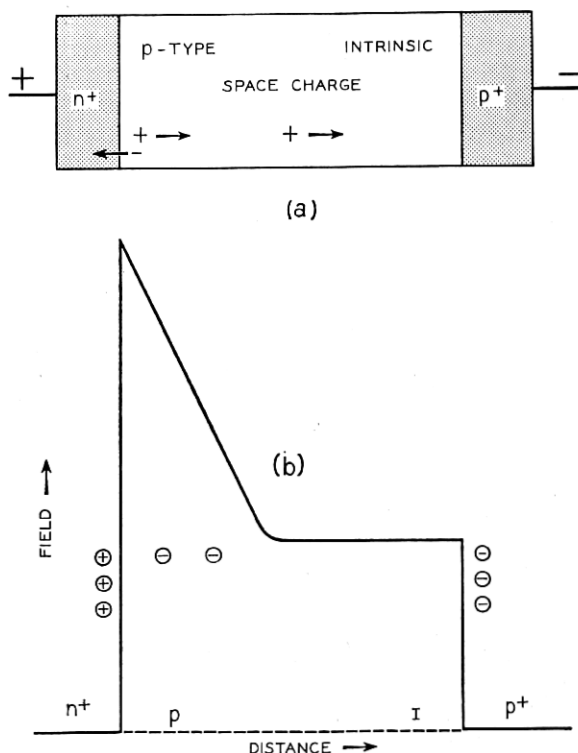 p-TYPE INTRINSIC
+ n+ SPACE CHARGE p+ −
+ → + →
← −
(a)
(b)
FIELD →
⊕ ⊖ ⊖ ⊖
⊕ ⊖
⊕ ⊖
n+ p I p+
DISTANCE →